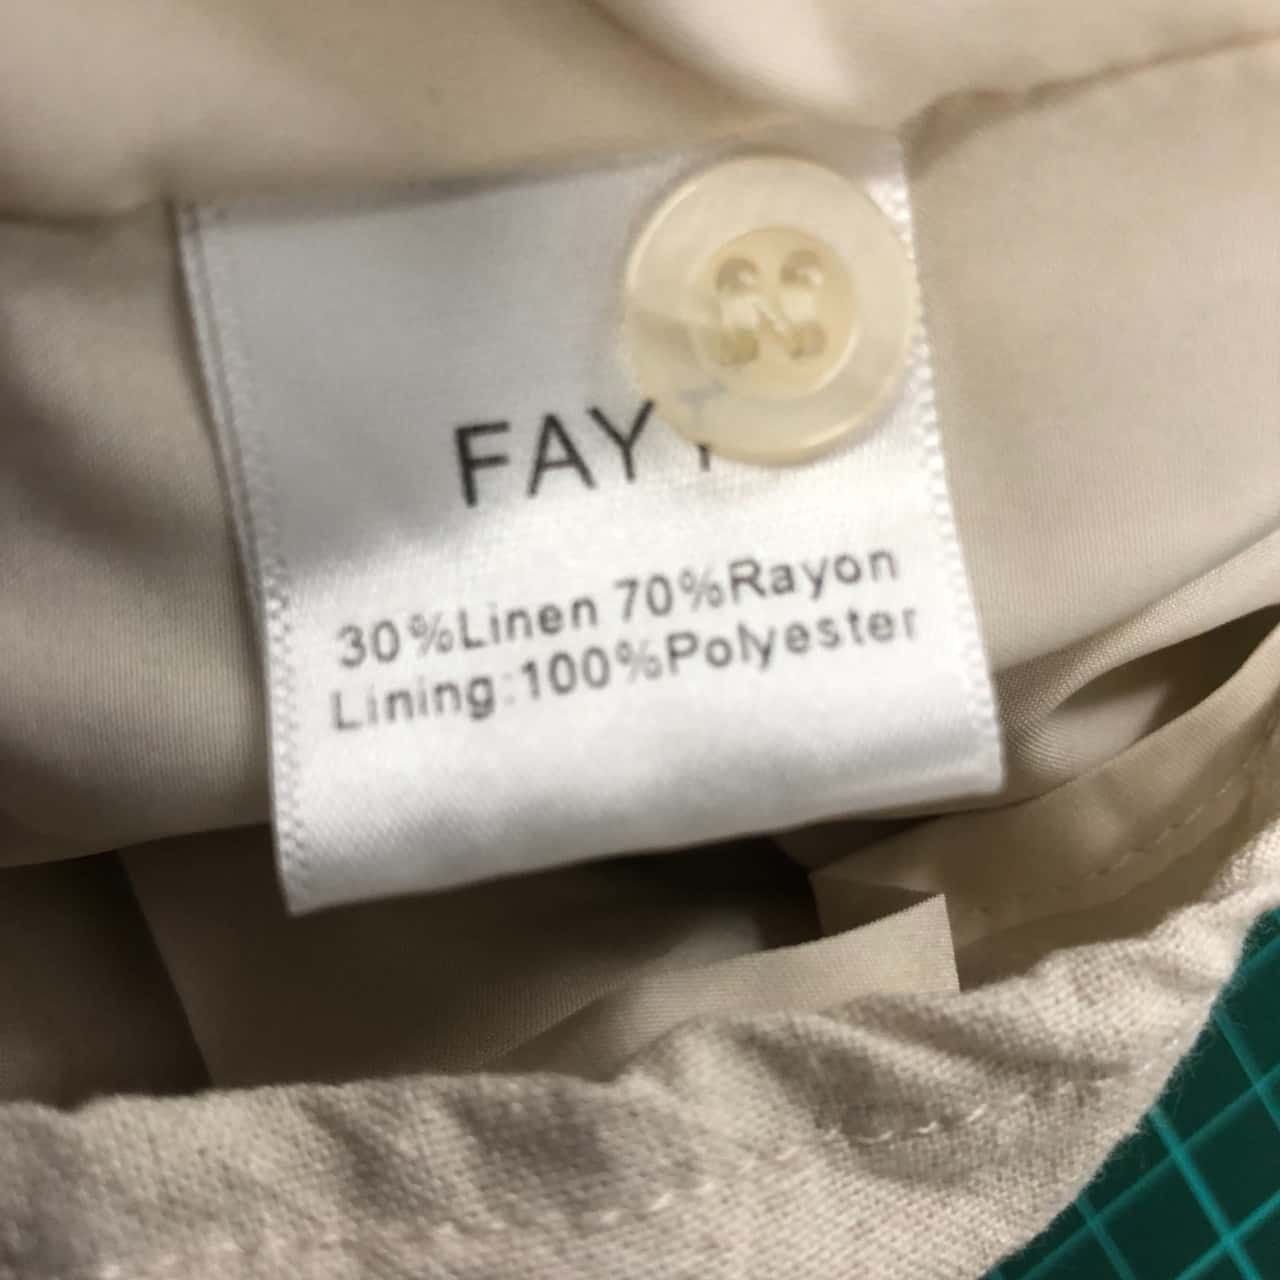 FAY
30%Linen 70%Rayon
Lining:100%Polyester